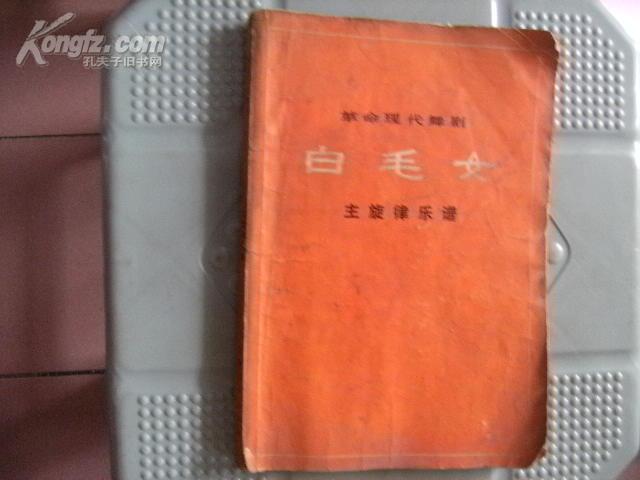 Kongfz.com
孔夫子旧书网
革命现代舞剧
白毛女
主旋律乐谱